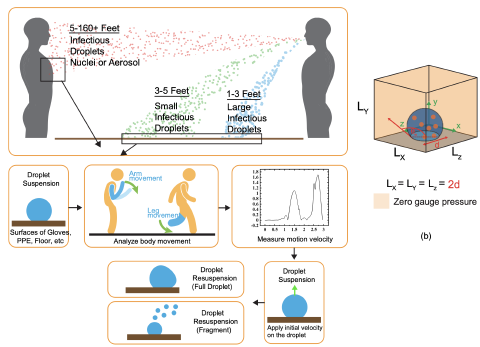 5-160+ Feet
Infectious
Droplets
Nuclei or Aerosol
3-5 Feet
Small
Infectious
Droplets
1-3 Feet
Large
Infectious
Droplets
Droplet
Suspension
Surfaces of Gloves,
PPE, Floor, etc
Arm
movement
Leg
movement
Analyze body movement
1.8
1.6
1.4
1.2
1
0.8
0.6
0.4
0.2
0
-0.2
0 0.5 1 1.5 2 2.5 3
Measure motion velocity
Droplet
Resuspension
(Full Droplet)
Droplet
Resuspension
(Fragment)
Droplet
Suspension
Apply initial velocity
on the droplet
L_Y
y
z
x
d
L_X
L_Z
L_X = L_Y = L_Z = 2d
Zero gauge pressure
(b)